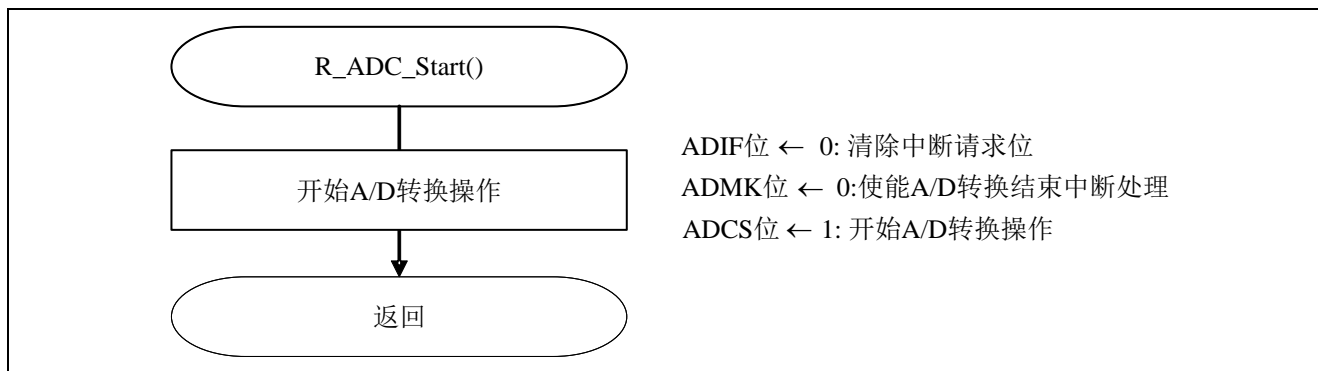 R_ADC_Start()
开始A/D转换操作
ADIF位 ← 0: 清除中断请求位
ADMK位 ← 0:使能A/D转换结束中断处理
ADCS位 ← 1: 开始A/D转换操作
返回